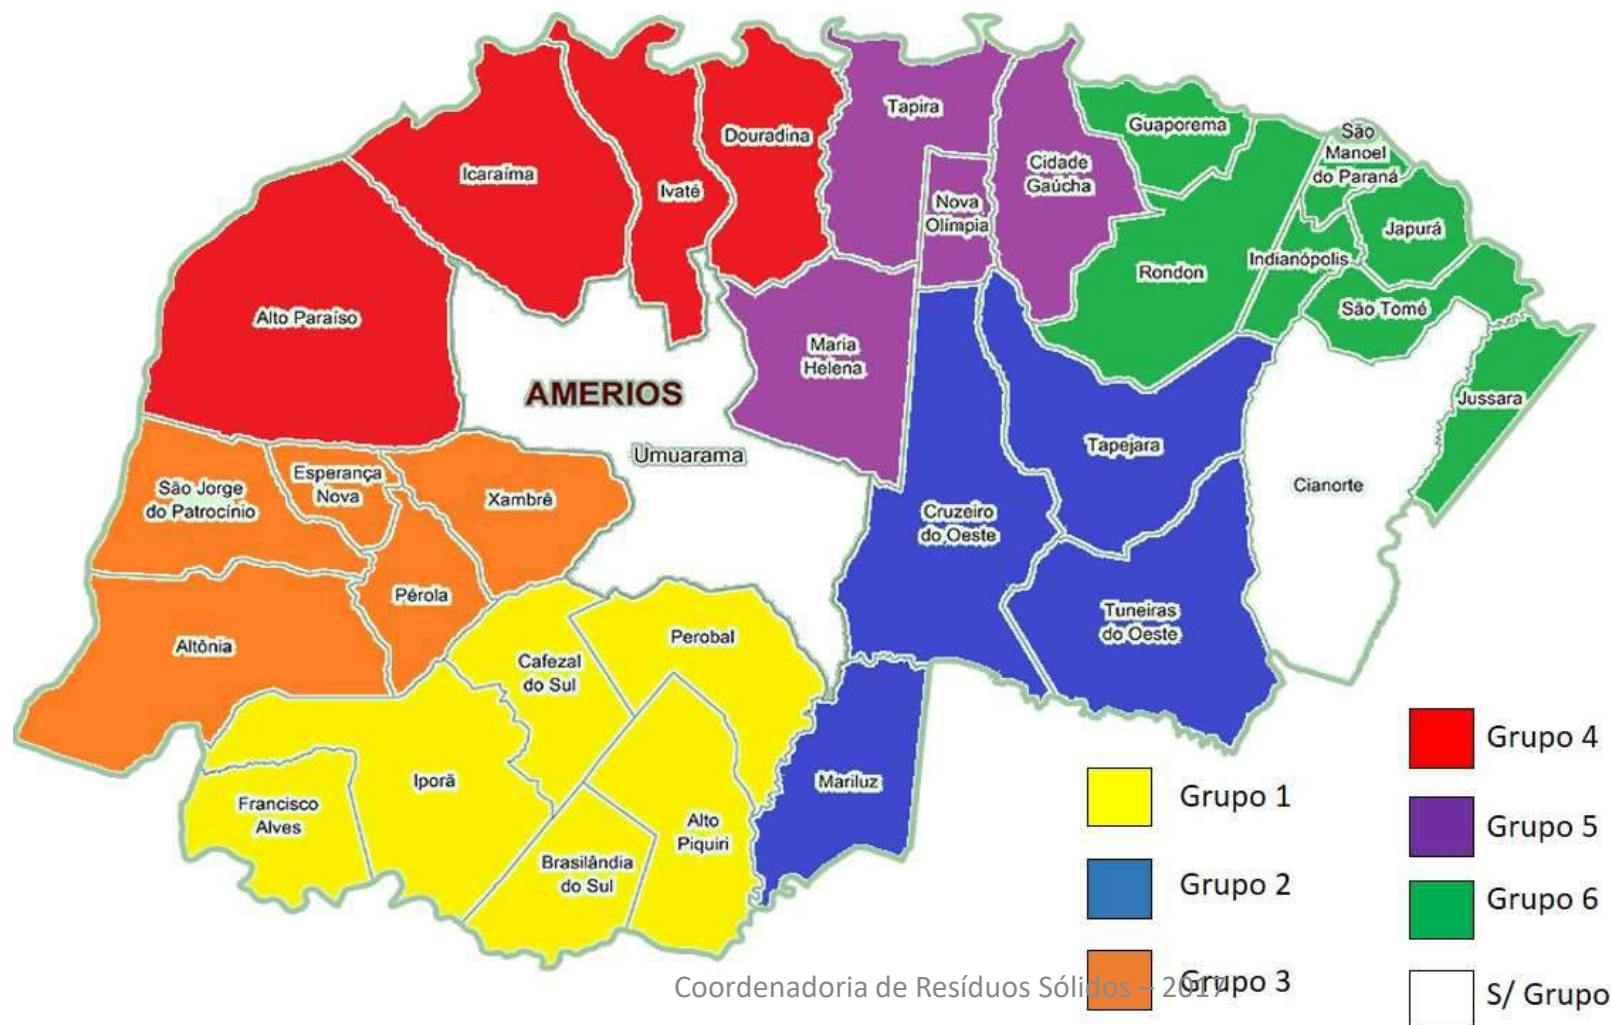 Tapira
Guaporema
Douradina
São
Manoel
do Paraná
Cidade
Gaúcha
Icaraíma
Ivaté
Nova
Olímpia
Japurá
Indianópolis
Rondon
São Tomé
Alto Paraíso
Maria
Helena
AMERIOS
Jussara
Tapejara
Umuarama
Esperança
Nova
São Jorge
do Patrocínio
Xambrê
Cianorte
Cruzeiro
do Oeste
Pérola
Tuneiras
do Oeste
Perobal
Altônia
Cafezal
do Sul
Iporã
Mariluz
Francisco
Alves
Alto
Piquiri
Brasilândia
do Sul
Grupo 1
Grupo 2
Grupo 3
Grupo 4
Grupo 5
Grupo 6
S/ Grupo
Coordenadoria de Resíduos Sólidos – 2017